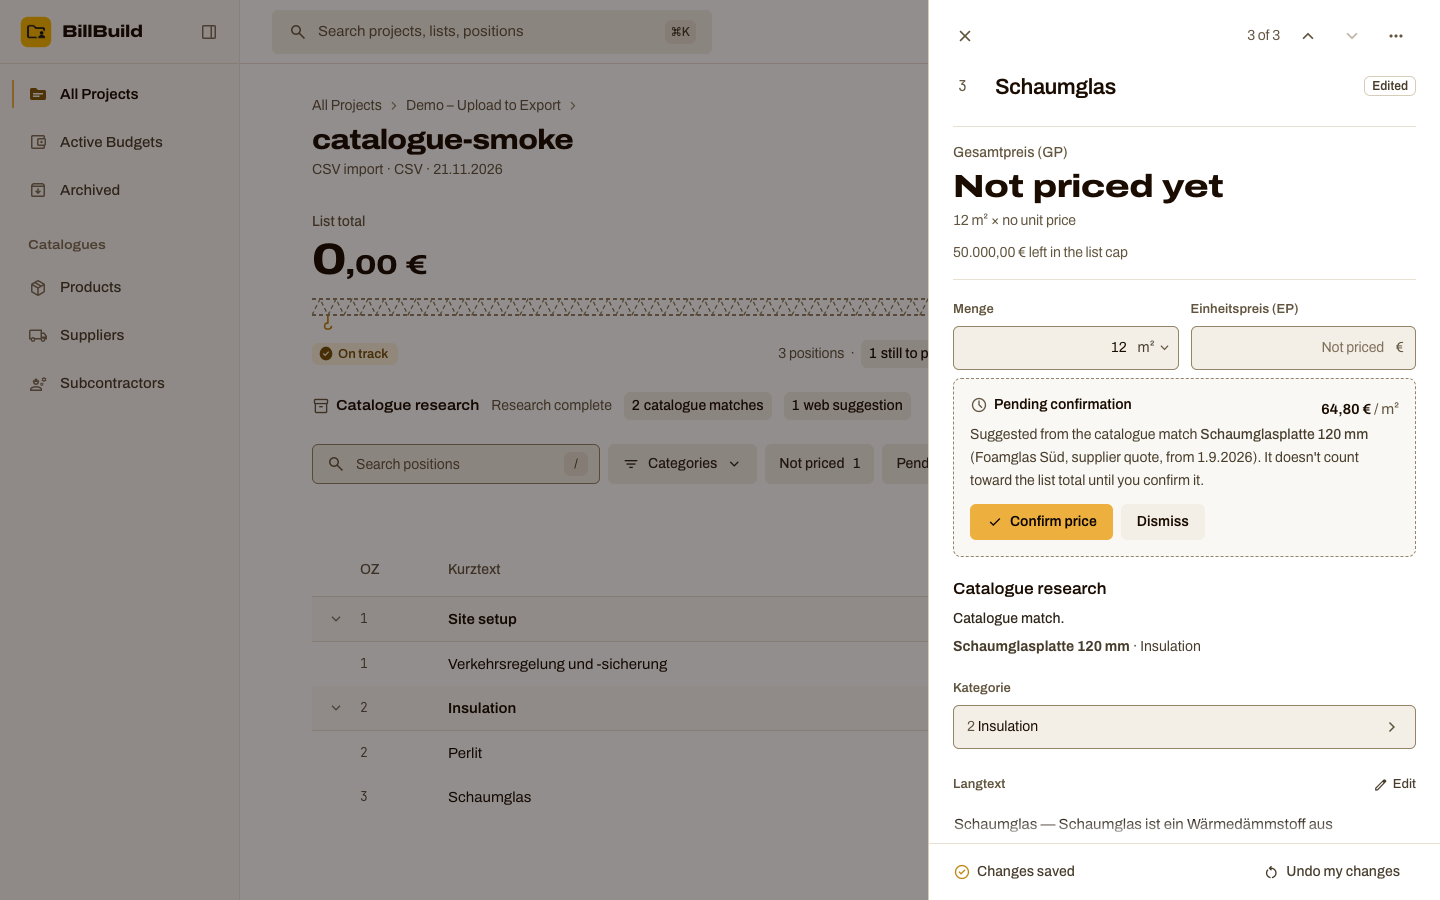 BillBuild
Search projects, lists, positions
⌘K
All Projects
Active Budgets
Archived
Catalogues
Products
Suppliers
Subcontractors
All Projects › Demo – Upload to Export ›
catalogue-smoke
CSV import · CSV · 21.11.2026
List total
0,00 €
On track
3 positions ·
1 still to p
Catalogue research
Research complete
2 catalogue matches
1 web suggestion
Search positions
/
Categories
Not priced 1
Pend
OZ
Kurztext
1
Site setup
1
Verkehrsregelung und -sicherung
2
Insulation
2
Perlit
3
Schaumglas
3 of 3
3
Schaumglas
Edited
Gesamtpreis (GP)
Not priced yet
12 m² × no unit price
50.000,00 € left in the list cap
Menge
Einheitspreis (EP)
12 m²
Not priced €
Pending confirmation
64,80 € / m²
Suggested from the catalogue match Schaumglasplatte 120 mm
(Foamglas Süd, supplier quote, from 1.9.2026). It doesn't count
toward the list total until you confirm it.
Confirm price
Dismiss
Catalogue research
Catalogue match.
Schaumglasplatte 120 mm · Insulation
Kategorie
2 Insulation
Langtext
Edit
Schaumglas — Schaumglas ist ein Wärmedämmstoff aus
Changes saved
Undo my changes